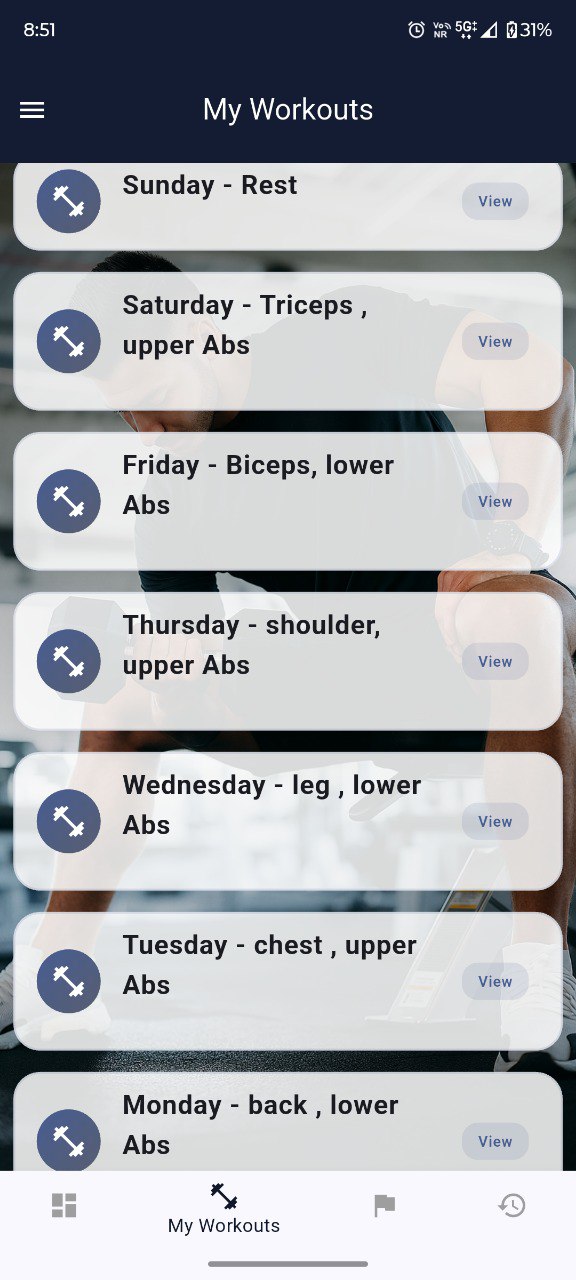 8:51
Vo NR 5G 31%
My Workouts
Sunday - Rest
View
Saturday - Triceps ,
upper Abs
View
Friday - Biceps, lower
Abs
View
Thursday - shoulder,
upper Abs
View
Wednesday - leg , lower
Abs
View
Tuesday - chest , upper
Abs
View
Monday - back , lower
Abs
View
My Workouts